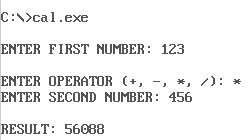 C:\>cal.exe
ENTER FIRST NUMBER: 123
ENTER OPERATOR (+, -, *, /): *
ENTER SECOND NUMBER: 456
RESULT: 56088